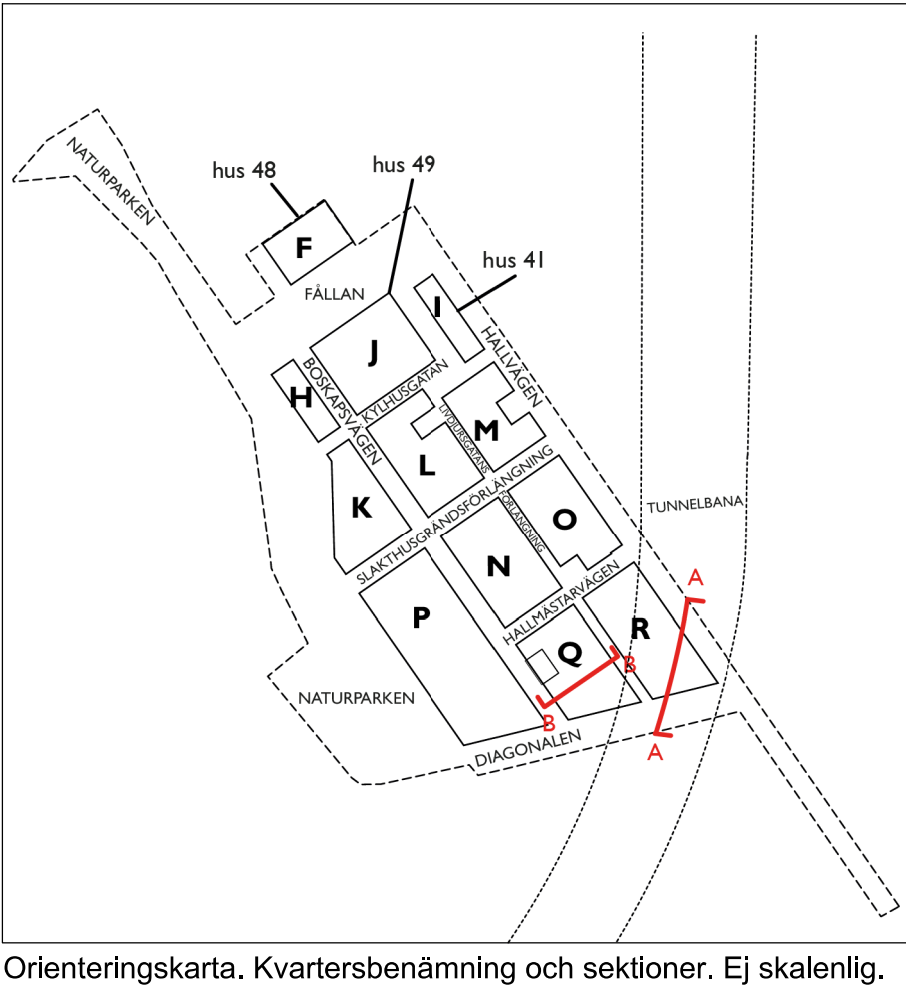 NATURPARKEN
hus 48
hus 49
F
hus 41
FÅLLAN
I
J
HALLVÄGEN
BOSKAPSVÄGEN
KYLHUSGATAN
H
LIVDJURSGATANS
M
L
K
SLAKTHUSGRÄNDSFÖRLÄNGNING
FÖRLÄNGNING
O
TUNNELBANA
N
A
HALLMÄSTARVÄGEN
P
R
Q
B
NATURPARKEN
B
DIAGONALEN
A
Orienteringskarta. Kvartersbenämning och sektioner. Ej skalenlig.